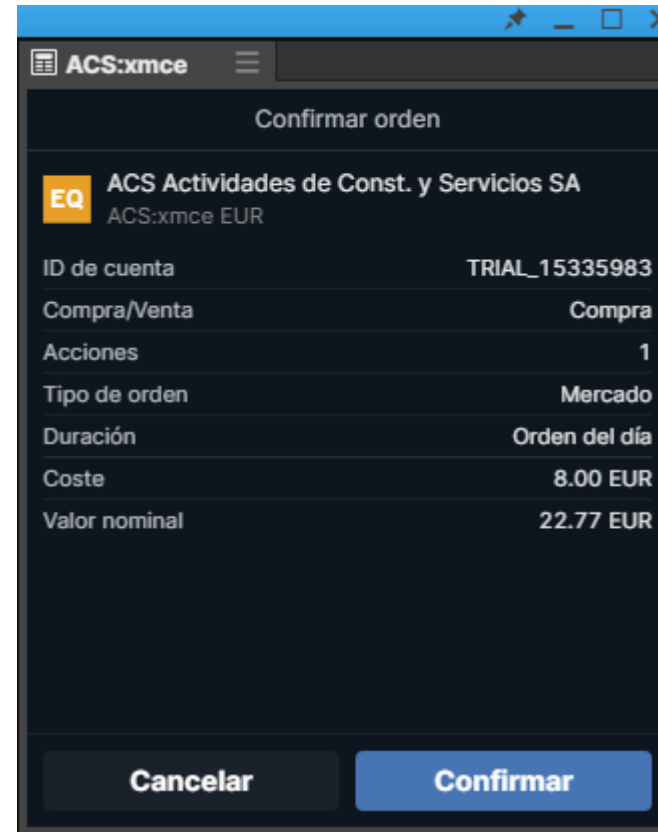 ACS:xmce
Confirmar orden
EQ
ACS Actividades de Const. y Servicios SA
ACS:xmce EUR
ID de cuenta TRIAL_15335983
Compra/Venta Compra
Acciones 1
Tipo de orden Mercado
Duración Orden del día
Coste 8.00 EUR
Valor nominal 22.77 EUR
Cancelar Confirmar